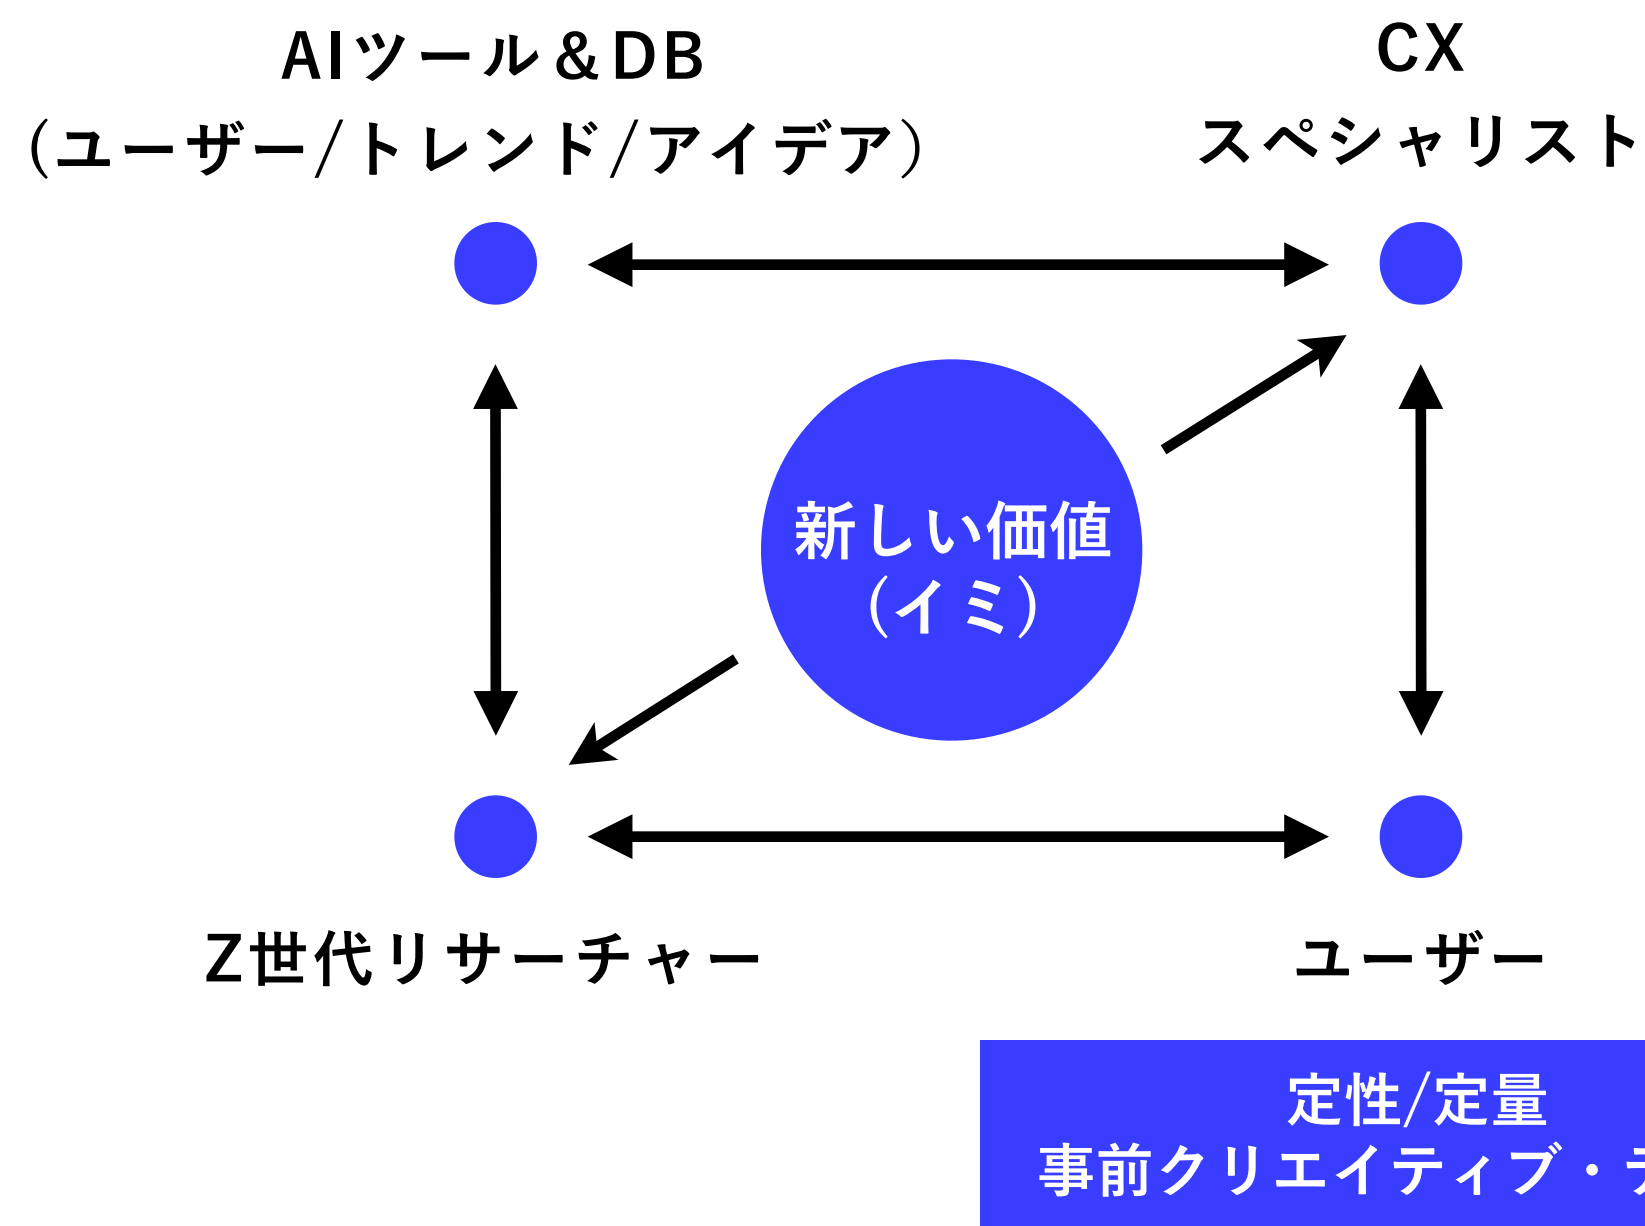 AIツール＆DB
（ユーザー/トレンド/アイデア）
CX
スペシャリスト
新しい価値
（イミ）
Z世代リサーチャー
ユーザー
定性/定量
事前クリエイティブ・